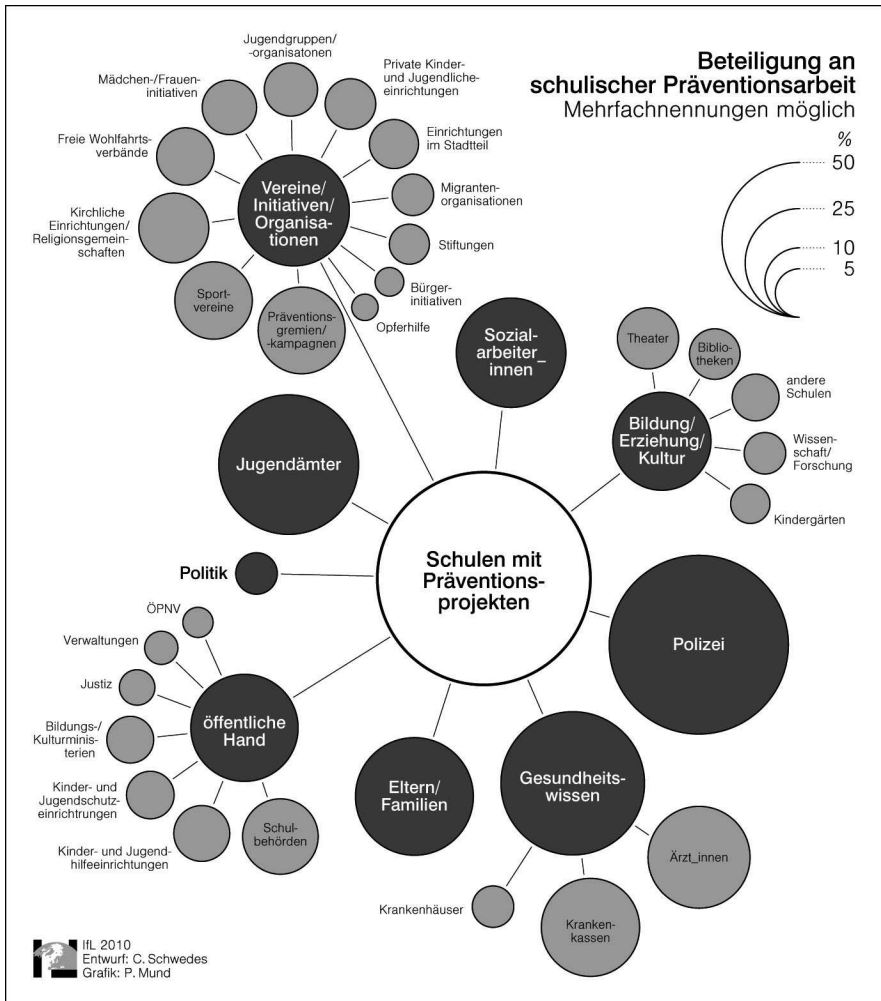 Beteiligung an
schulischer Präventionsarbeit
Mehrfachnennungen möglich
%
50
25
10
5
Jugendgruppen/
-organisatonen
Mädchen-/Frauen-
initiativen
Private Kinder-
und Jugendliche-
einrichtungen
Freie Wohlfahrts-
verbände
Einrichtungen
im Stadtteil
Vereine/
Initiativen/
Organisa-
tionen
Migranten-
organisationen
Kirchliche
Einrichtungen/
Religionsgemein-
schaften
Stiftungen
Sport-
vereine
Präventions-
gremien/
-kampagnen
Bürger-
initiativen
Opferhilfe
Sozial-
arbeiter_
innen
Theater
Biblio-
theken
andere
Schulen
Bildung/
Erziehung/
Kultur
Wissen-
schaft/
Forschung
Kindergärten
Jugendämter
Schulen mit
Präventions-
projekten
Politik
Polizei
ÖPNV
Verwaltungen
Justiz
öffentliche
Hand
Bildungs-/
Kulturminis-
terien
Kinder- und
Jugendschutz-
einrichtrungen
Kinder- und Jugend-
hilfeeinrichtungen
Schul-
behörden
Eltern/
Familien
Gesundheits-
wissen
Ärzt_innen
Krankenhäuser
Kranken-
kassen
IfL 2010
Entwurf: C. Schwedes
Grafik: P. Mund